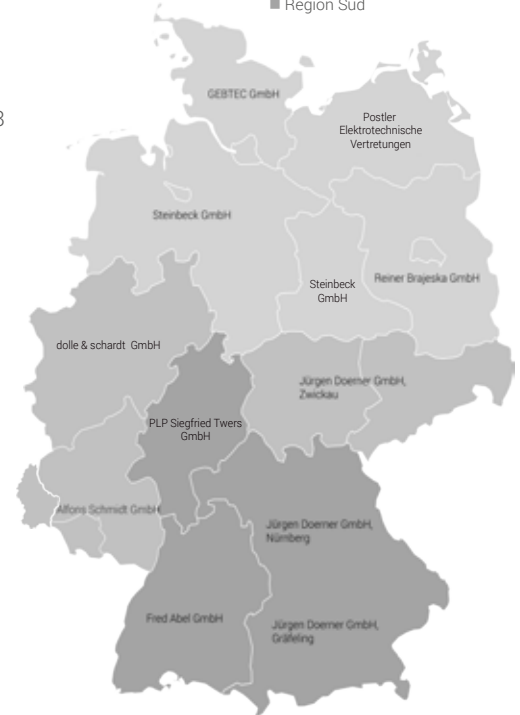 Region Süd
GEBTEC GmbH
Postler
Elektrotechnische
Vertretungen
Steinbeck GmbH
Steinbeck
GmbH
Reiner Brajeska GmbH
dolle & schardt GmbH
Jürgen Doerner GmbH,
Zwickau
PLP Siegfried Twers
GmbH
Alfons Schmidt GmbH
Jürgen Doerner GmbH,
Nürnberg
Fred Abel GmbH
Jürgen Doerner GmbH,
Gräfeling